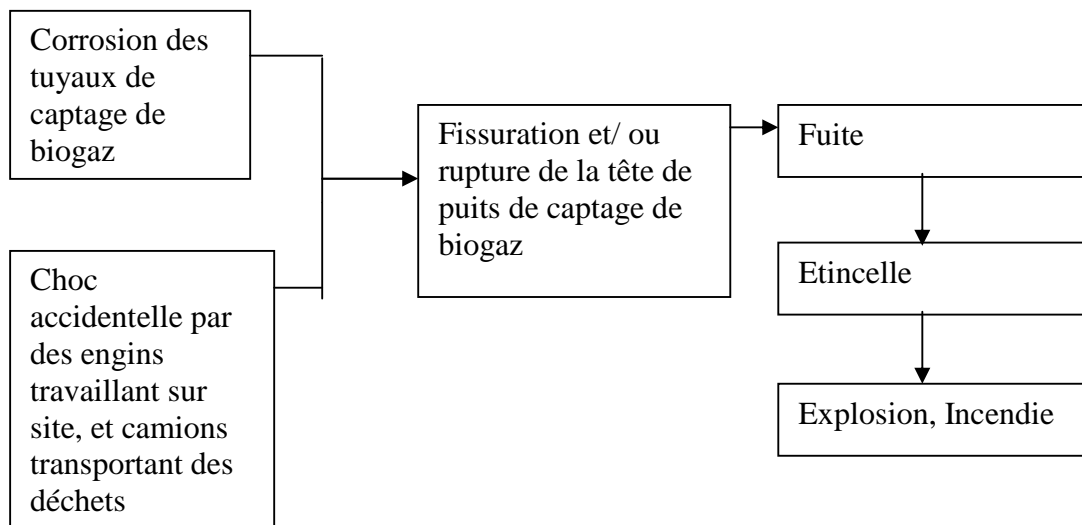 Corrosion des
tuyaux de
captage de
biogaz
Choc
accidentelle par
des engins
travaillant sur
site, et camions
transportant des
déchets
Fissuration et/ ou
rupture de la tête de
puits de captage de
biogaz
Fuite
Etincelle
Explosion, Incendie